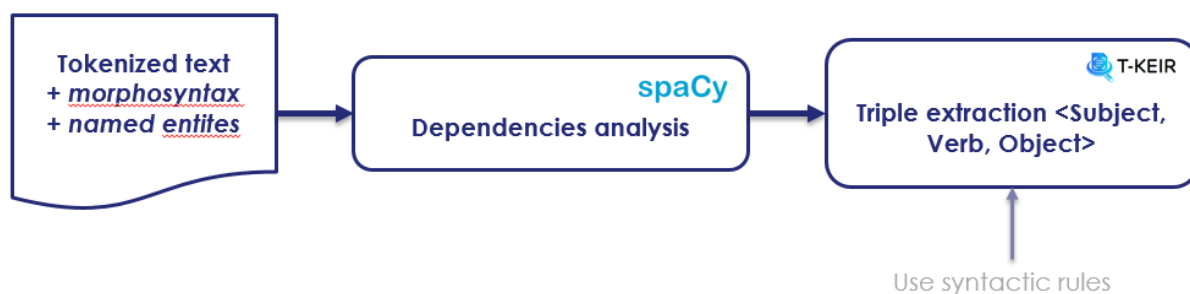 Tokenized text
+ morphosyntax
+ named entites
spaCy
Dependencies analysis
T-KEIR
Triple extraction <Subject,
Verb, Object>
Use syntactic rules